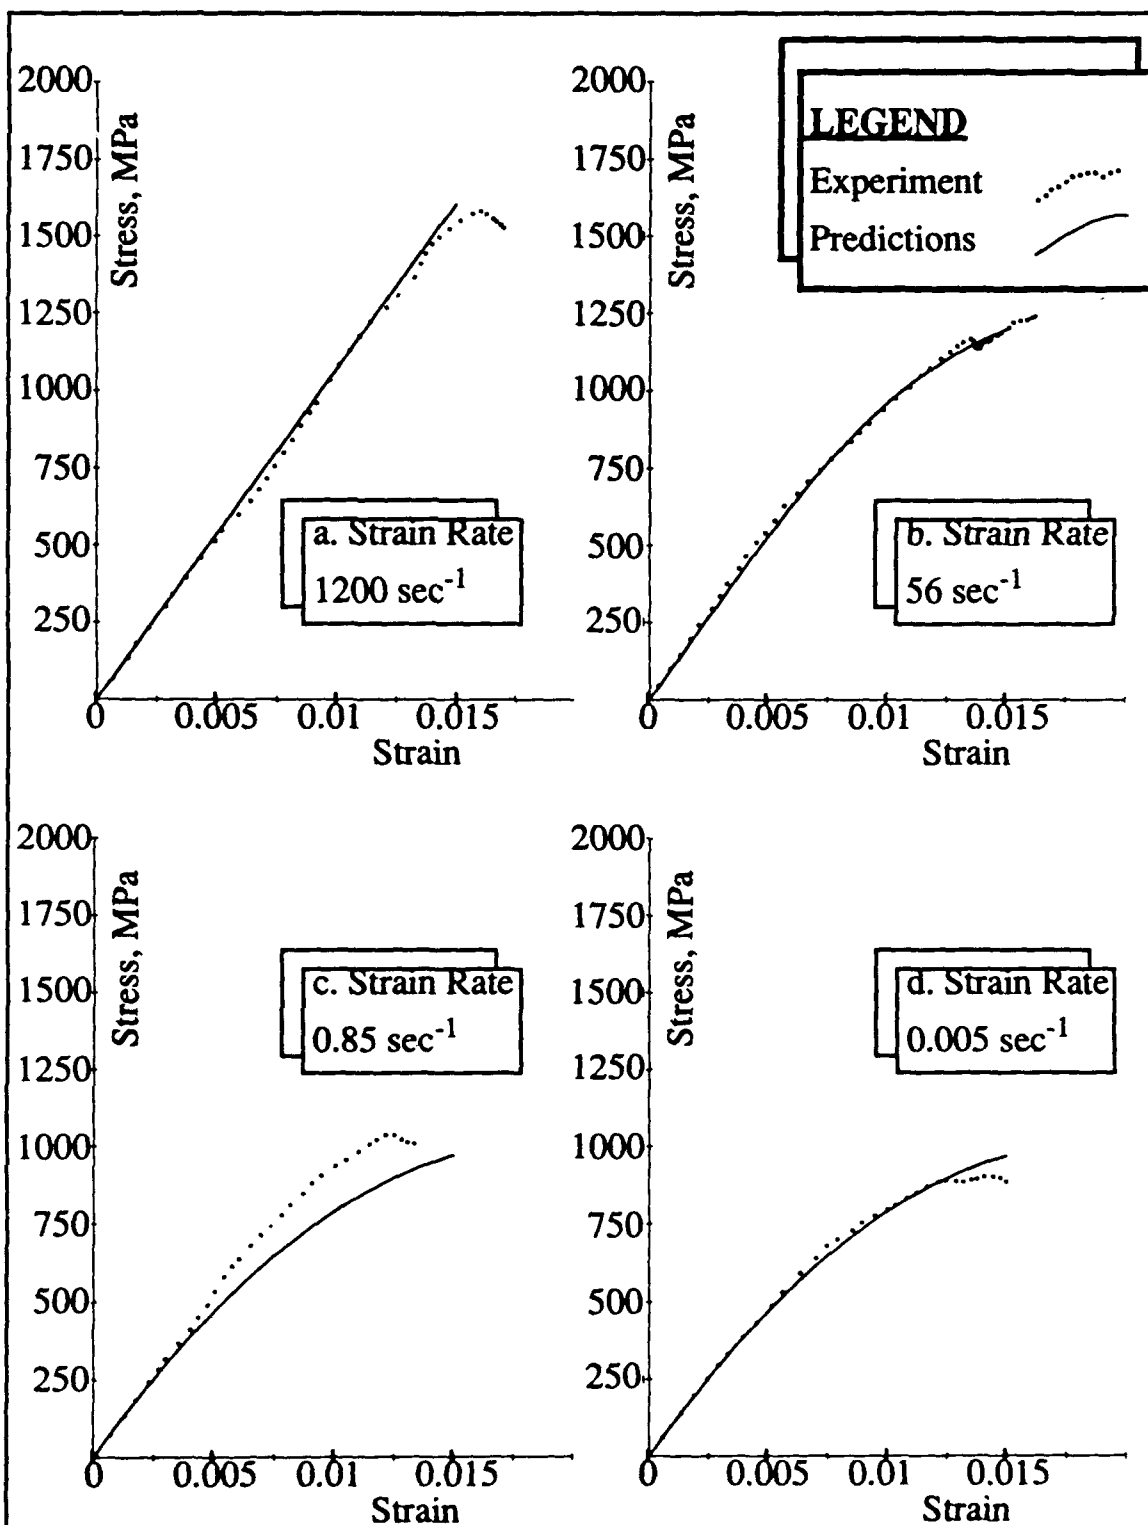 LEGEND
Experiment
Predictions
2000
1750
1500
1250
1000
750
500
250
Stress, MPa
a. Strain Rate
1200 sec⁻¹
0
0.005
0.01
0.015
Strain
2000
1750
1500
1250
1000
750
500
250
Stress, MPa
b. Strain Rate
56 sec⁻¹
0
0.005
0.01
0.015
Strain
2000
1750
1500
1250
1000
750
500
250
Stress, MPa
c. Strain Rate
0.85 sec⁻¹
0
0.005
0.01
0.015
Strain
2000
1750
1500
1250
1000
750
500
250
Stress, MPa
d. Strain Rate
0.005 sec⁻¹
0
0.005
0.01
0.015
Strain